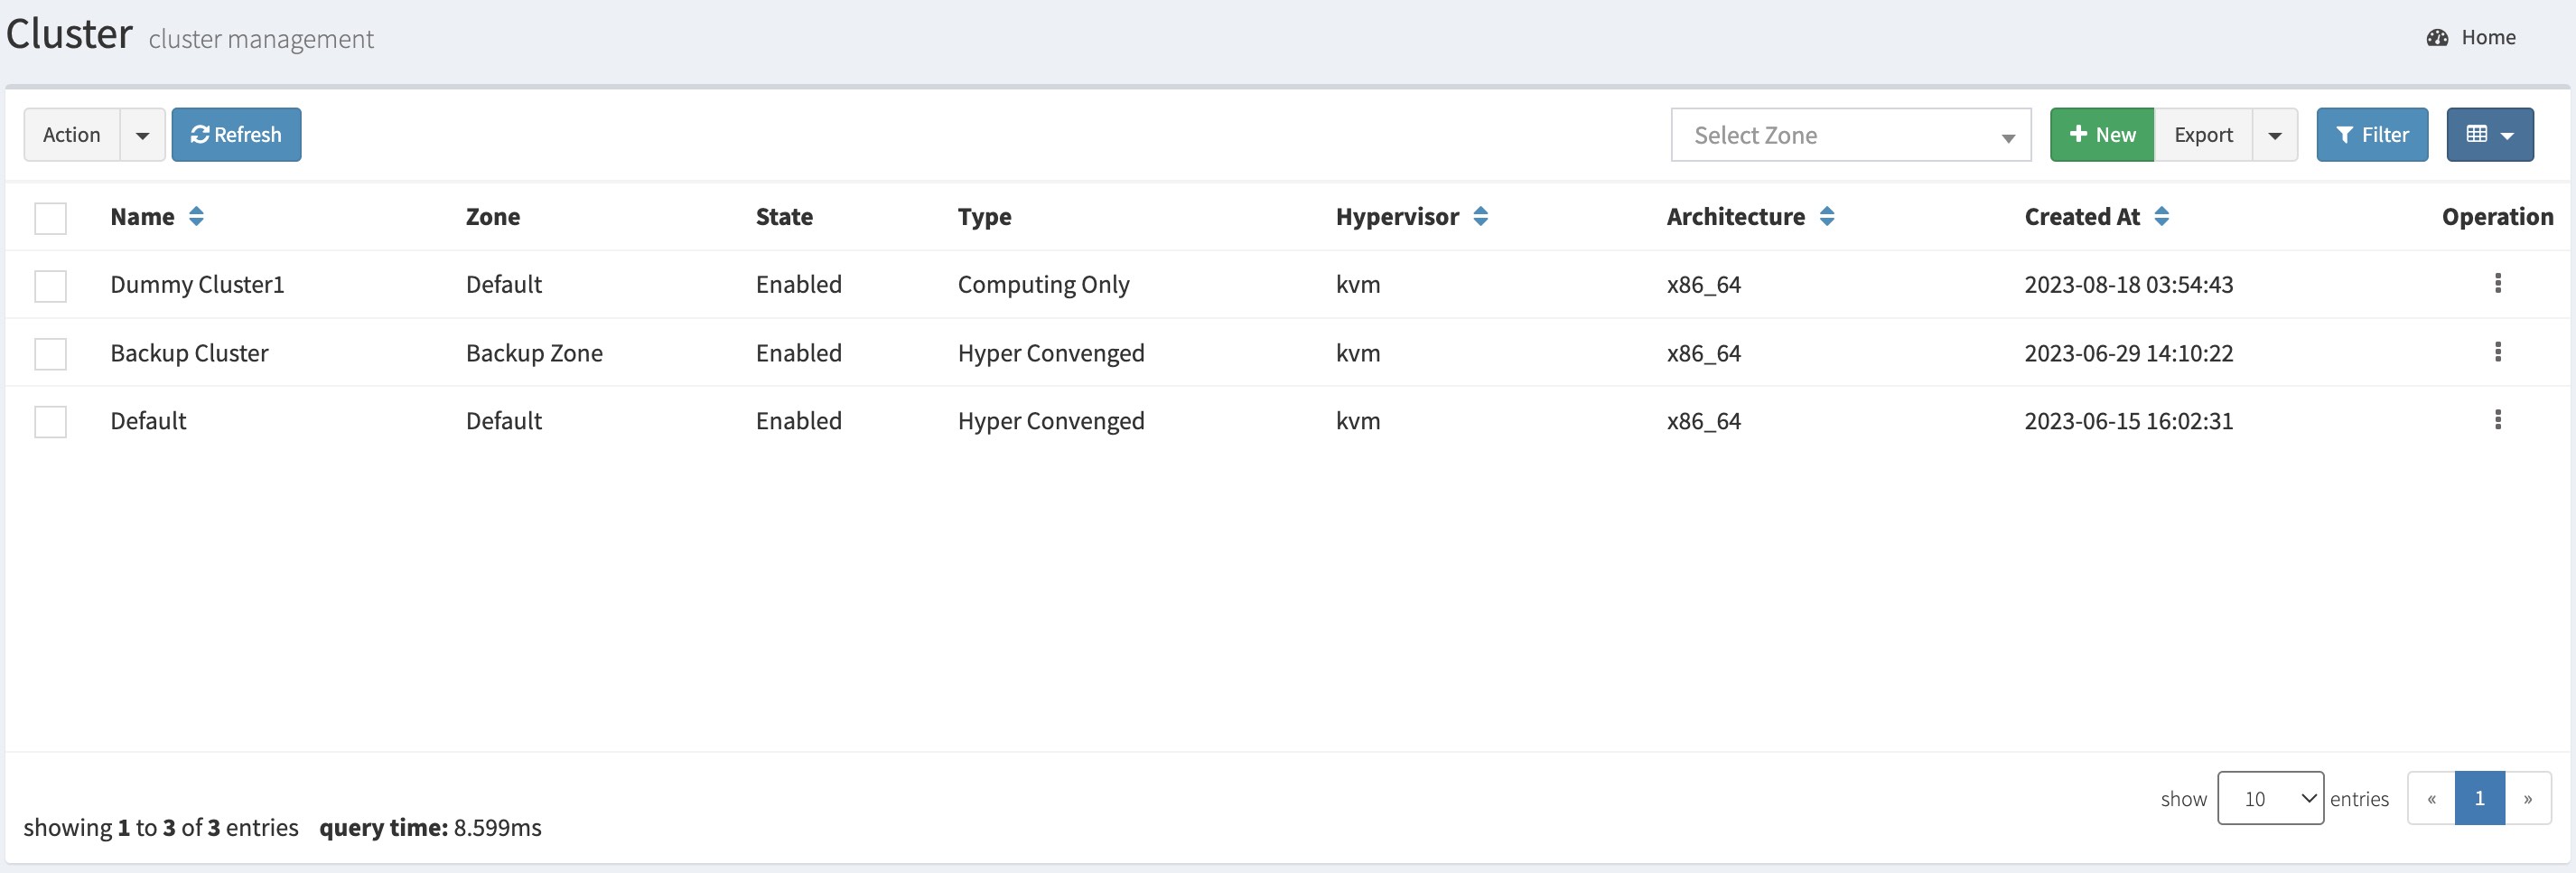 Cluster cluster management
Home
Action Refresh Select Zone New Export Filter
Name Zone State Type Hypervisor Architecture Created At Operation
Dummy Cluster1 Default Enabled Computing Only kvm x86_64 2023-08-18 03:54:43
Backup Cluster Backup Zone Enabled Hyper Convenged kvm x86_64 2023-06-29 14:10:22
Default Default Enabled Hyper Convenged kvm x86_64 2023-06-15 16:02:31
show 10 entries « 1 »
showing 1 to 3 of 3 entries query time: 8.599ms